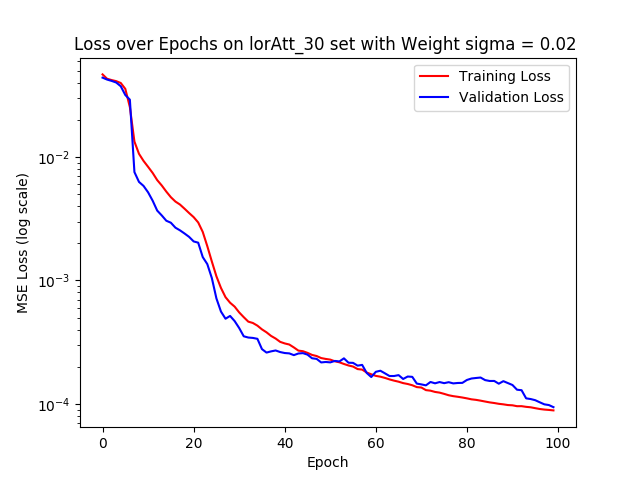 Loss over Epochs on lorAtt_30 set with Weight sigma = 0.02
Training Loss
Validation Loss
MSE Loss (log scale)
10⁻²
10⁻³
10⁻⁴
0 20 40 60 80 100
Epoch